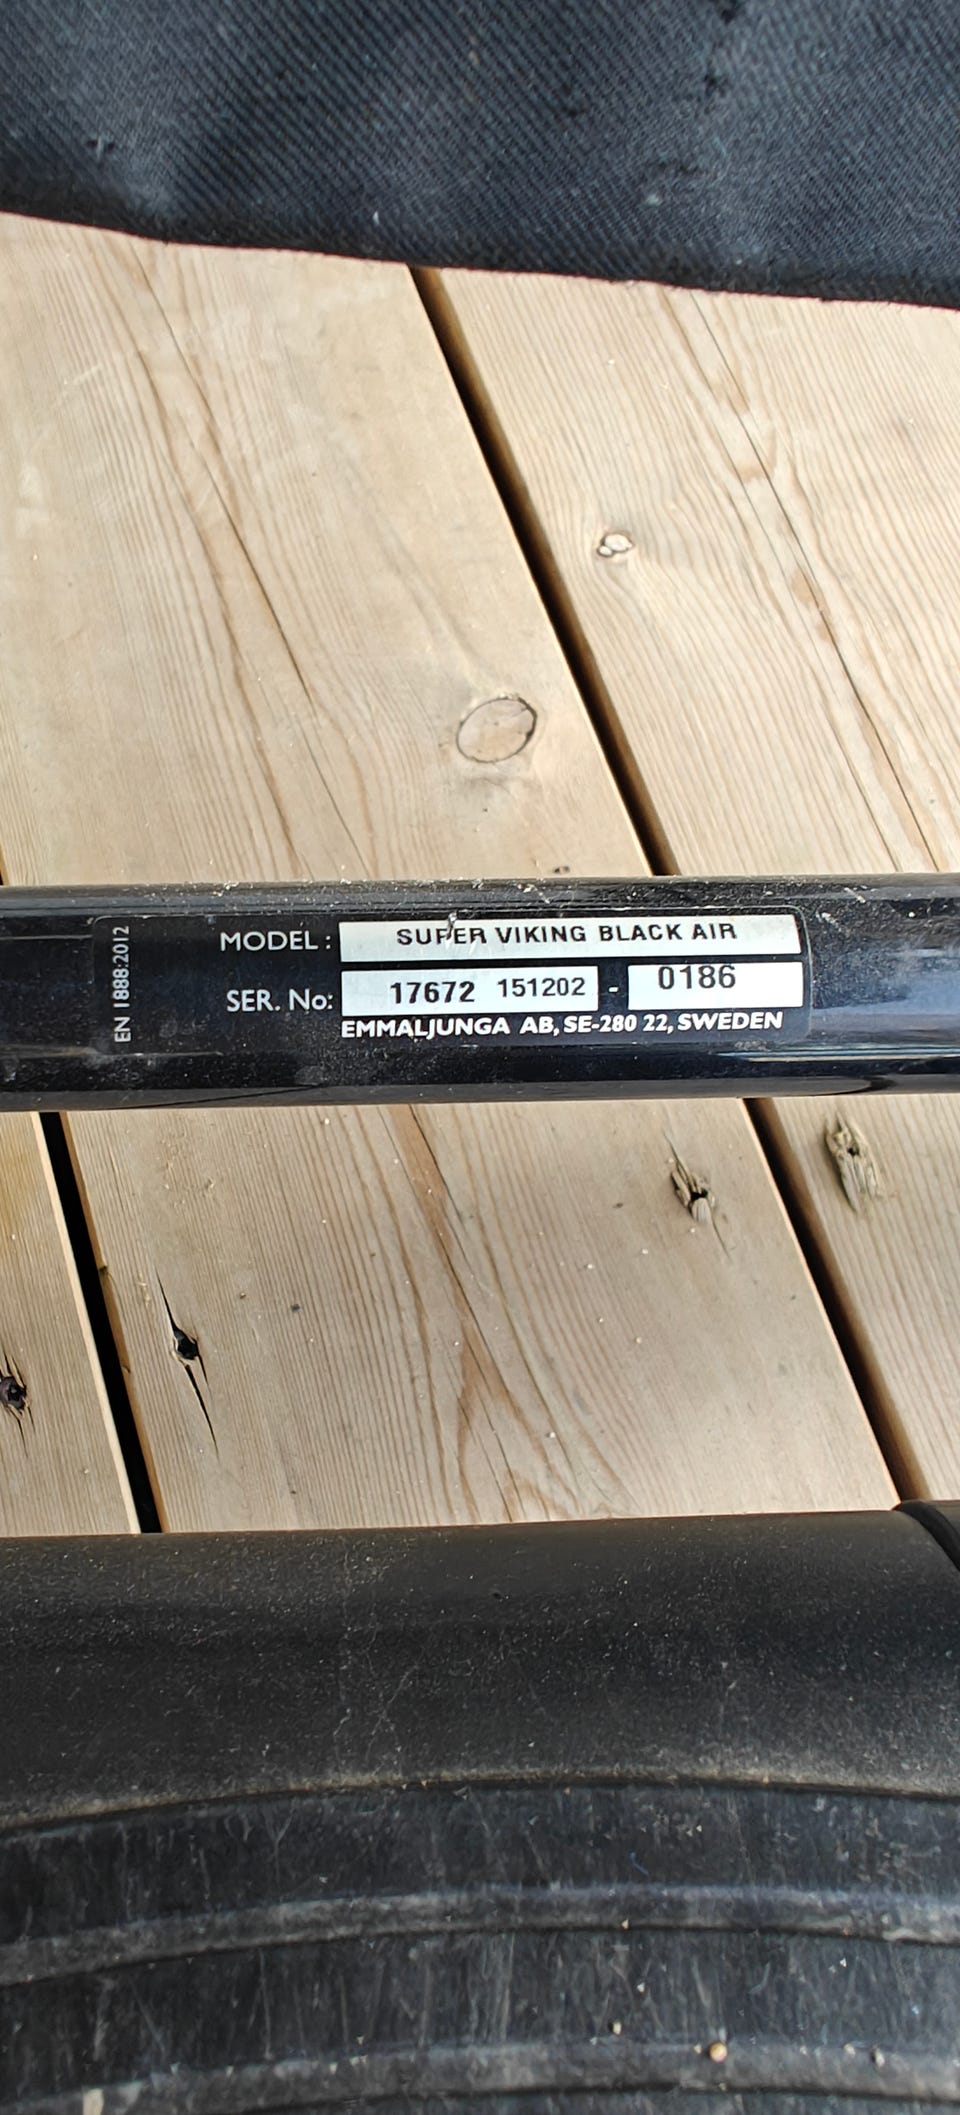 EN 1888:2012
MODEL : SUPER VIKING BLACK AIR
SER. No: 17672 151202 - 0186
EMMALJUNGA AB, SE-280 22, SWEDEN